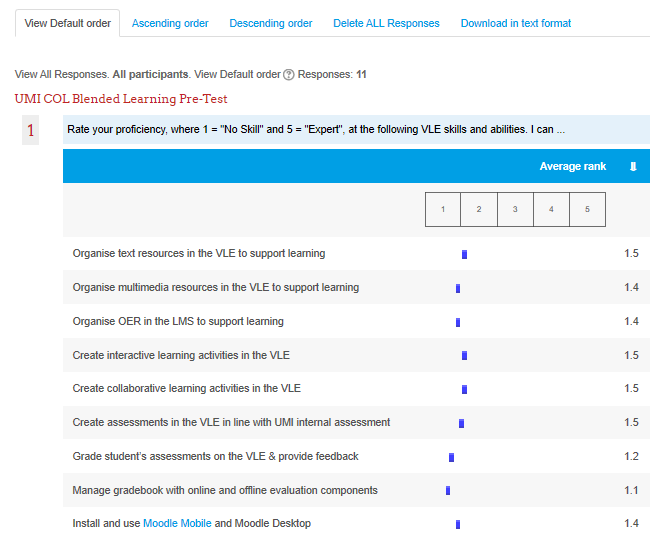 View Default order Ascending order Descending order Delete ALL Responses Download in text format
View All Responses. All participants. View Default order Responses: 11
UMI COL Blended Learning Pre-Test
1 Rate your proficiency, where 1 = "No Skill" and 5 = "Expert", at the following VLE skills and abilities. I can ...
Average rank
1 2 3 4 5
Organise text resources in the VLE to support learning 1.5
Organise multimedia resources in the VLE to support learning 1.4
Organise OER in the LMS to support learning 1.4
Create interactive learning activities in the VLE 1.5
Create collaborative learning activities in the VLE 1.5
Create assessments in the VLE in line with UMI internal assessment 1.5
Grade student's assessments on the VLE & provide feedback 1.2
Manage gradebook with online and offline evaluation components 1.1
Install and use Moodle Mobile and Moodle Desktop 1.4